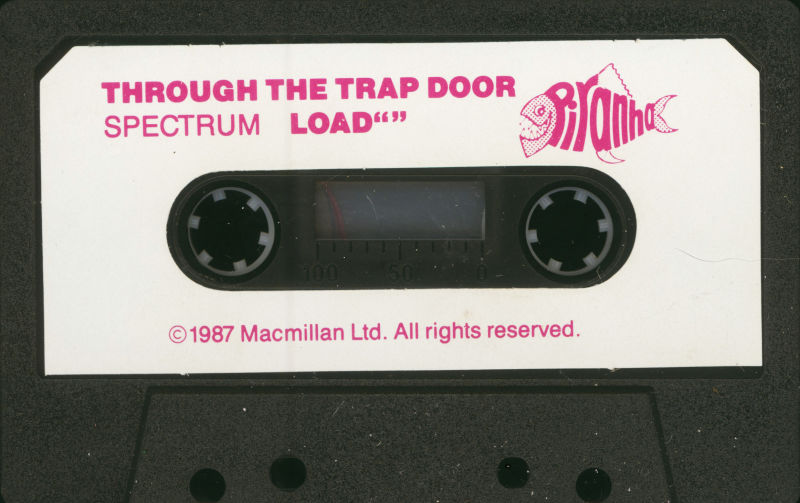 THROUGH THE TRAP DOOR
Piranha
SPECTRUM LOAD“”
100 50 0
©1987 Macmillan Ltd. All rights reserved.